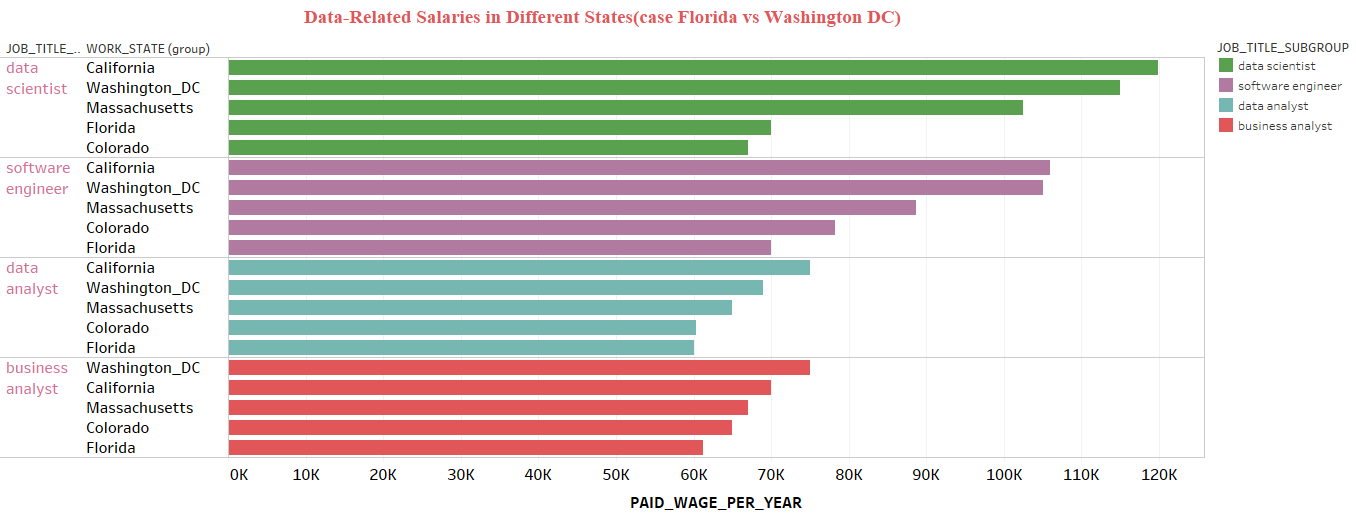 Data-Related Salaries in Different States(case Florida vs Washington DC)
JOB_TITLE_.. WORK_STATE (group)
data scientist
California
Washington_DC
Massachusetts
Florida
Colorado
software engineer
California
Washington_DC
Massachusetts
Colorado
Florida
data analyst
California
Washington_DC
Massachusetts
Colorado
Florida
business analyst
Washington_DC
California
Massachusetts
Colorado
Florida
0K 10K 20K 30K 40K 50K 60K 70K 80K 90K 100K 110K 120K
PAID_WAGE_PER_YEAR
JOB_TITLE_SUBGROUP
data scientist
software engineer
data analyst
business analyst